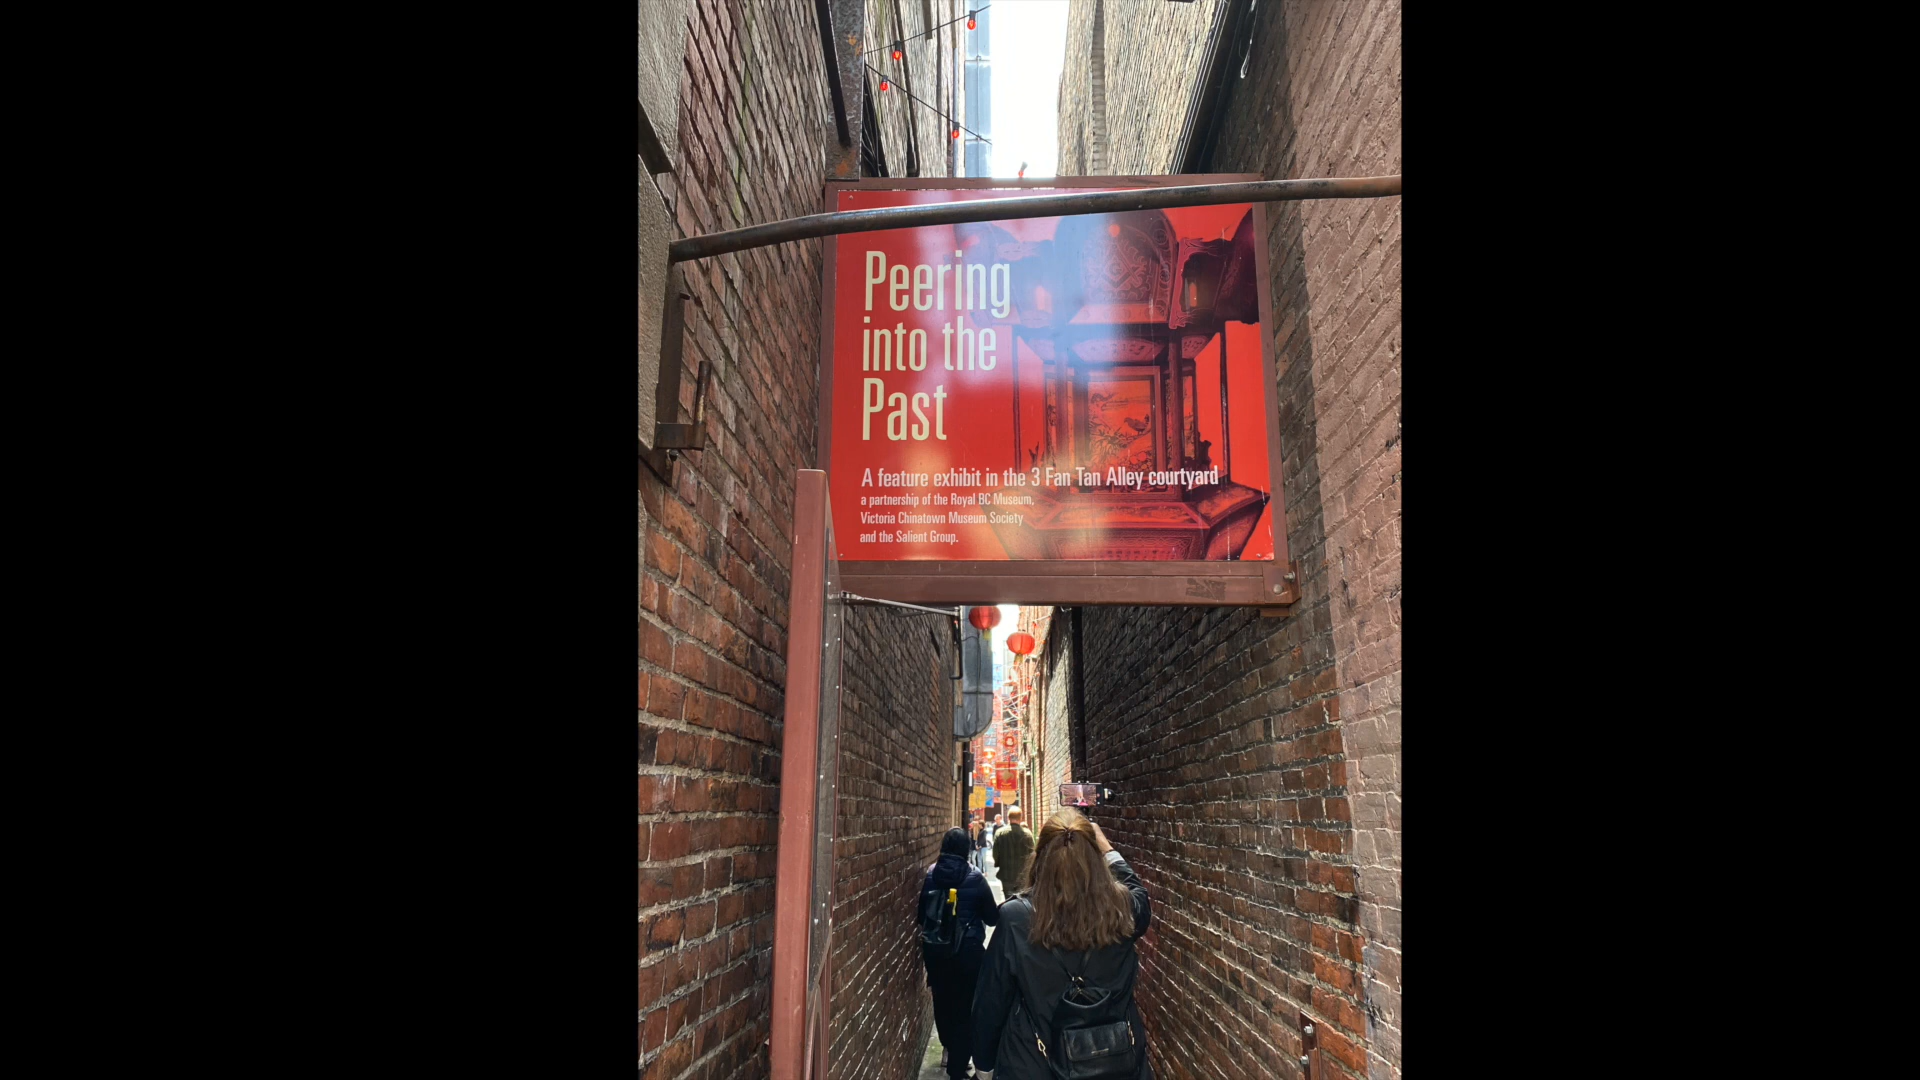 Peering
into the
Past
A feature exhibit in the 3 Fan Tan Alley courtyard
a partnership of the Royal BC Museum,
Victoria Chinatown Museum Society
and the Salient Group.